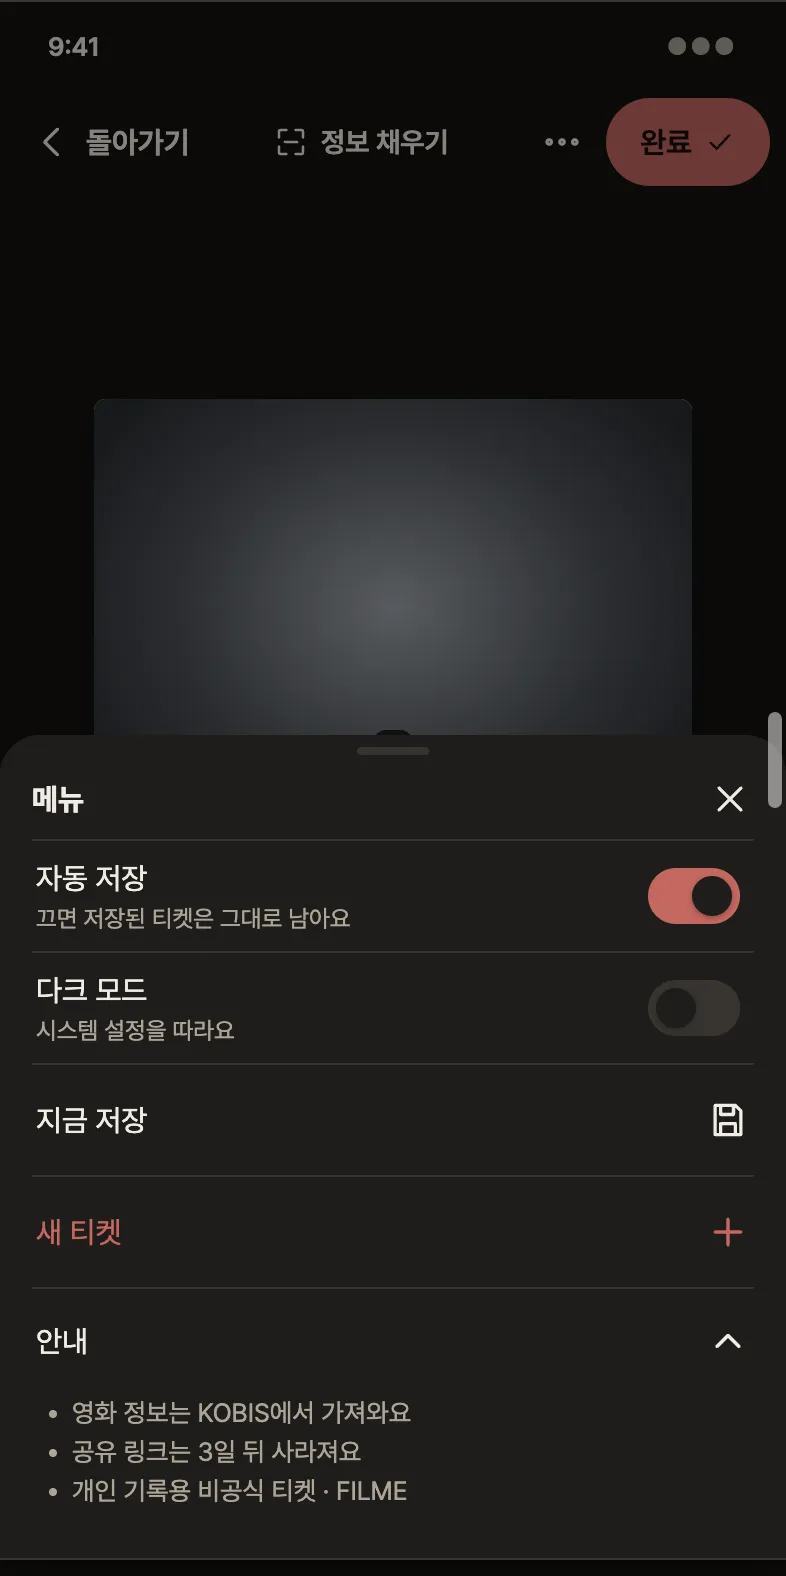 9:41
돌아가기
정보 채우기
완료
메뉴
자동 저장
끄면 저장된 티켓은 그대로 남아요
다크 모드
시스템 설정을 따라요
지금 저장
새 티켓
안내
• 영화 정보는 KOBIS에서 가져와요
• 공유 링크는 3일 뒤 사라져요
• 개인 기록용 비공식 티켓 · FILME